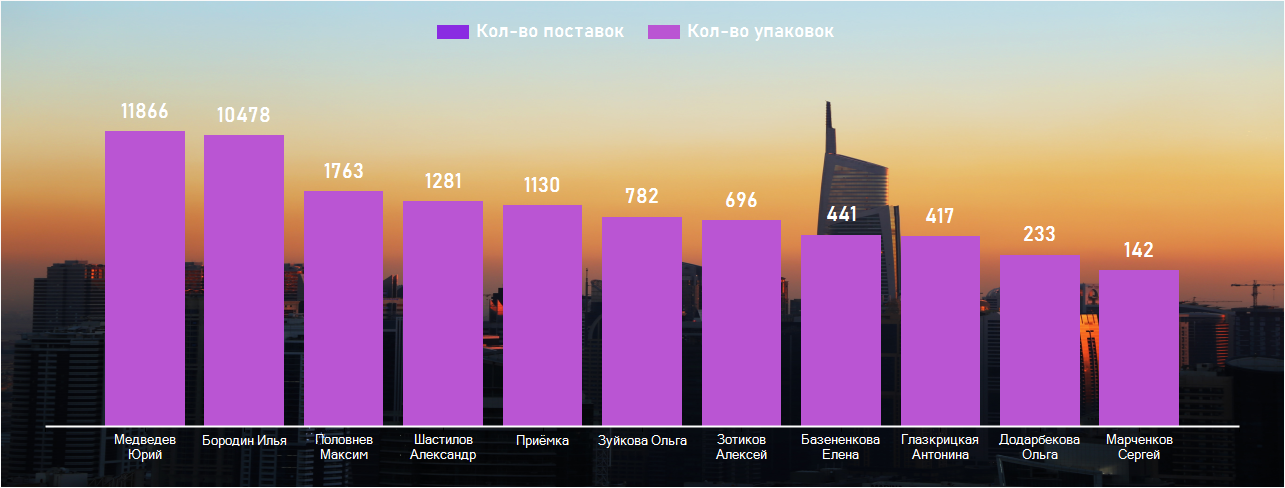 Кол-во поставок Кол-во упаковок
11866
10478
1763
1281
1130
782
696
441
417
233
142
Медведев
Юрий
Бородин Илья
Половнев
Максим
Шастилов
Александр
Приёмка
Зуйкова Ольга
Зотиков
Алексей
Базененкова
Елена
Глазкрицкая
Антонина
Додарбекова
Ольга
Марченков
Сергей